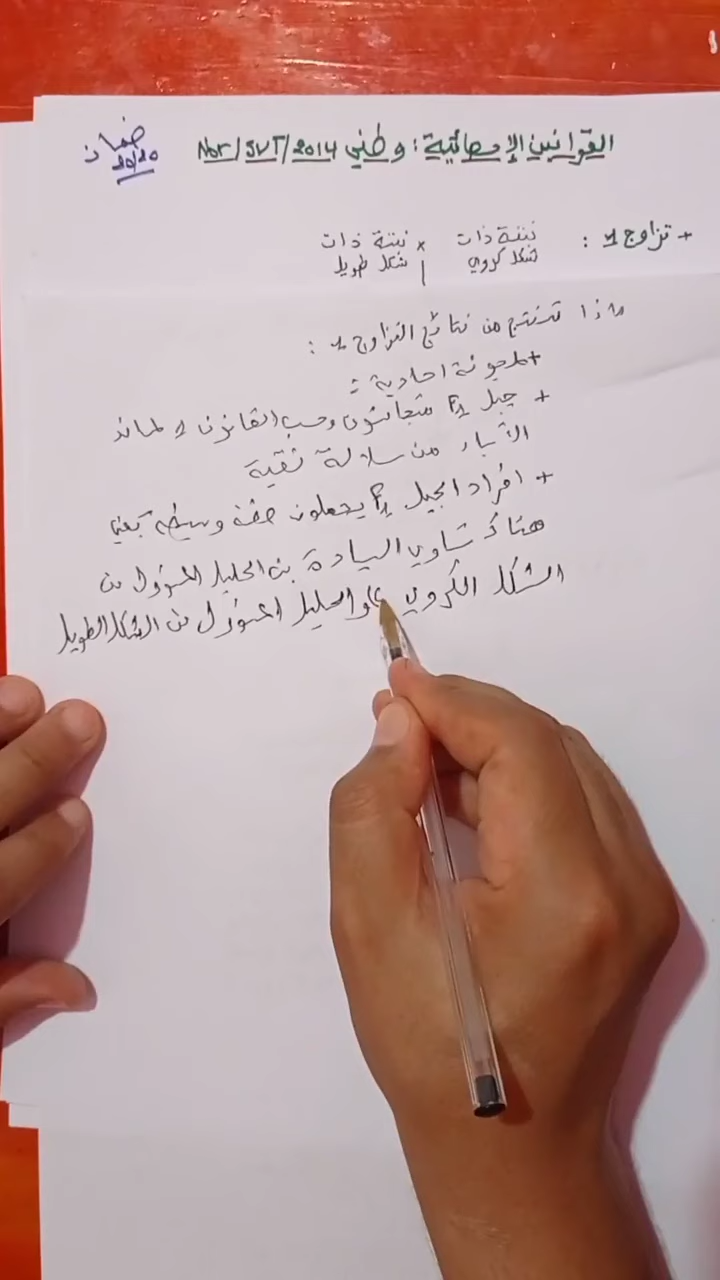 القوانين الإحصائية: وطني Nor/SVT/2014
ضمان
20/20
+ تزاوج 1 : نبتة ذات × نبتة ذات
شكل كروي شكل طويل
ماذا تستنتج من نتائج التزاوج 1 :
+ هجونة احادية :
+ جيل F1 متجانس وحسب القانون 1 لماندل
الآباء من سلالة نقية
+ افراد الجيل F1 يحملون صفة وسيطة يعني
هناك تساوي السيادة بين الحليل المسؤول عن
الشكل الكروي والحليل المسؤول عن الشكل الطويل